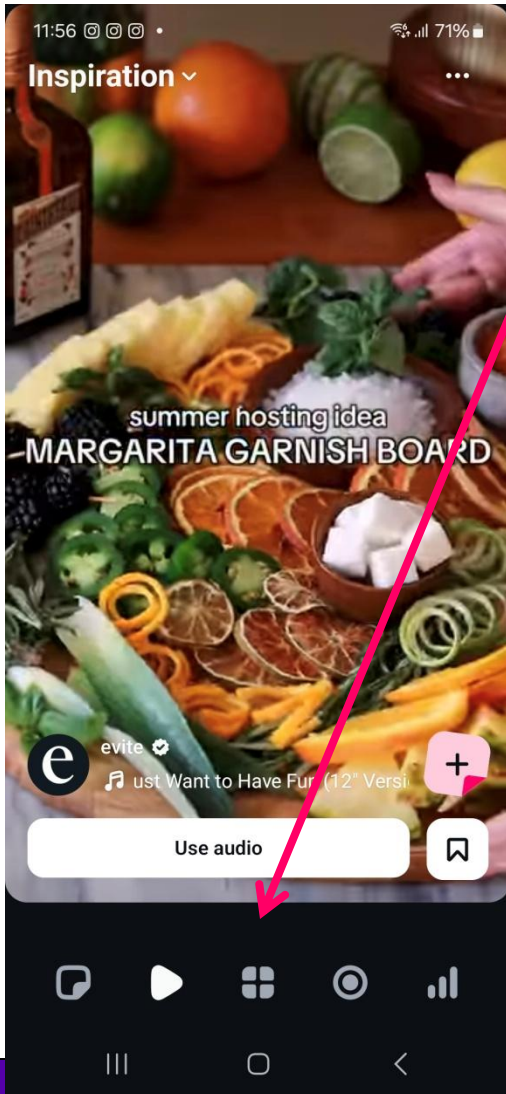 11:56
71%
Inspiration
summer hosting idea
MARGARITA GARNISH BOARD
e
evite
ust Want to Have Fun (12" Versi
Use audio